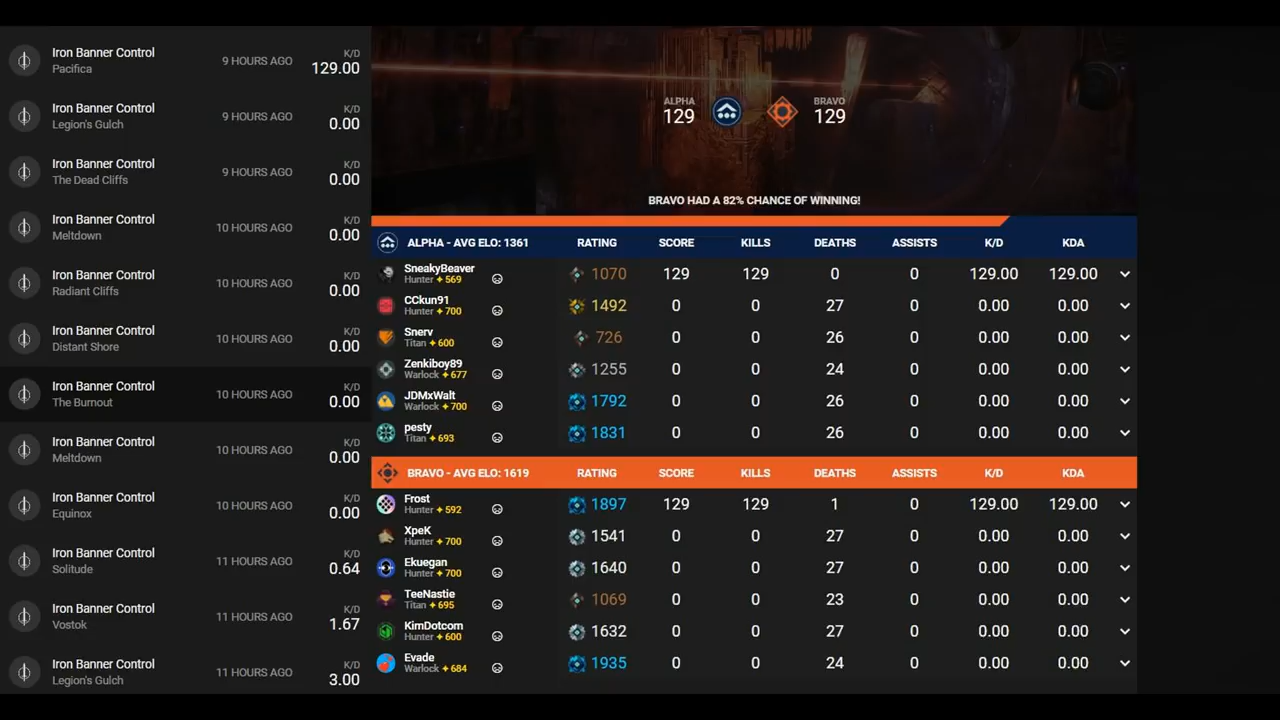 Iron Banner Control
Pacifica
9 HOURS AGO
K/D
129.00
Iron Banner Control
Legion's Gulch
9 HOURS AGO
K/D
0.00
Iron Banner Control
The Dead Cliffs
9 HOURS AGO
K/D
0.00
Iron Banner Control
Meltdown
10 HOURS AGO
K/D
0.00
Iron Banner Control
Radiant Cliffs
10 HOURS AGO
K/D
0.00
Iron Banner Control
Distant Shore
10 HOURS AGO
K/D
0.00
Iron Banner Control
The Burnout
10 HOURS AGO
K/D
0.00
Iron Banner Control
Meltdown
10 HOURS AGO
K/D
0.00
Iron Banner Control
Equinox
10 HOURS AGO
K/D
0.00
Iron Banner Control
Solitude
11 HOURS AGO
K/D
0.64
Iron Banner Control
Vostok
11 HOURS AGO
K/D
1.67
Iron Banner Control
Legion's Gulch
11 HOURS AGO
K/D
3.00
ALPHA
129
BRAVO
129
BRAVO HAD A 82% CHANCE OF WINNING!
ALPHA - AVG ELO: 1361 RATING SCORE KILLS DEATHS ASSISTS K/D KDA
SneakyBeaver
Hunter 569
1070 129 129 0 0 129.00 129.00
CCkun91
Hunter 700
1492 0 0 27 0 0.00 0.00
Snerv
Titan 600
726 0 0 26 0 0.00 0.00
Zenkiboy89
Warlock 677
1255 0 0 24 0 0.00 0.00
JDMxWalt
Warlock 700
1792 0 0 26 0 0.00 0.00
pesty
Titan 693
1831 0 0 26 0 0.00 0.00
BRAVO - AVG ELO: 1619 RATING SCORE KILLS DEATHS ASSISTS K/D KDA
Frost
Hunter 592
1897 129 129 1 0 129.00 129.00
XpeK
Hunter 700
1541 0 0 27 0 0.00 0.00
Ekuegan
Hunter 700
1640 0 0 27 0 0.00 0.00
TeeNastie
Titan 695
1069 0 0 23 0 0.00 0.00
KimDotcom
Hunter 600
1632 0 0 27 0 0.00 0.00
Evade
Warlock 684
1935 0 0 24 0 0.00 0.00